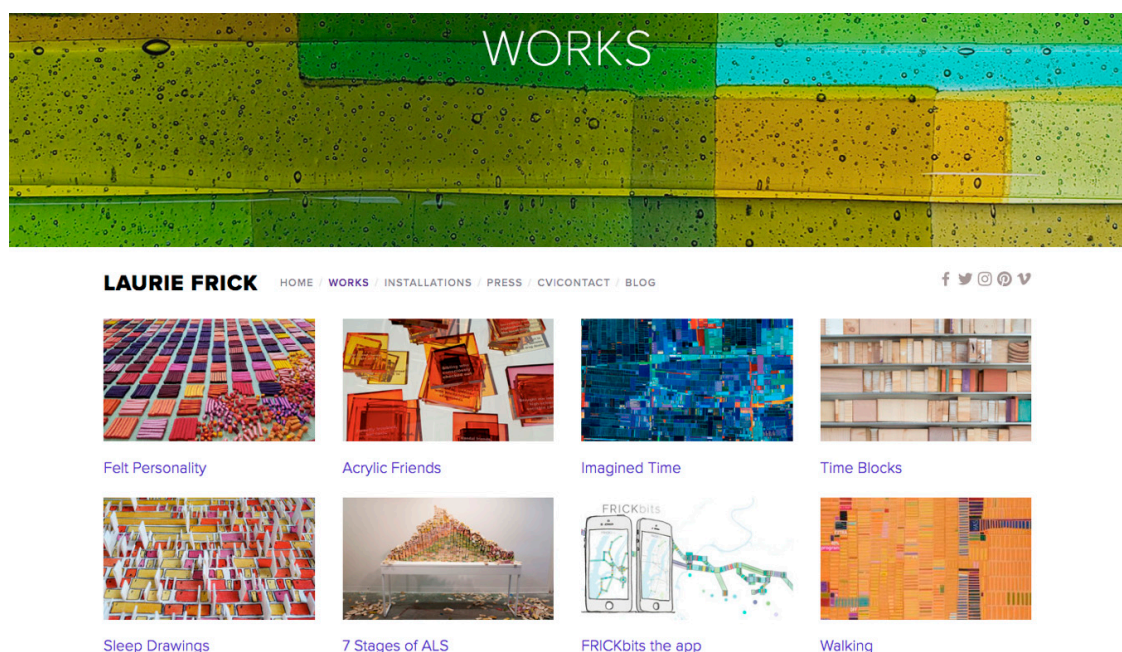 WORKS
LAURIE FRICK HOME / WORKS / INSTALLATIONS / PRESS / CV|CONTACT / BLOG
Felt Personality
Acrylic Friends
Imagined Time
Time Blocks
FRICKbits
Sleep Drawings
7 Stages of ALS
FRICKbits the app
Walking